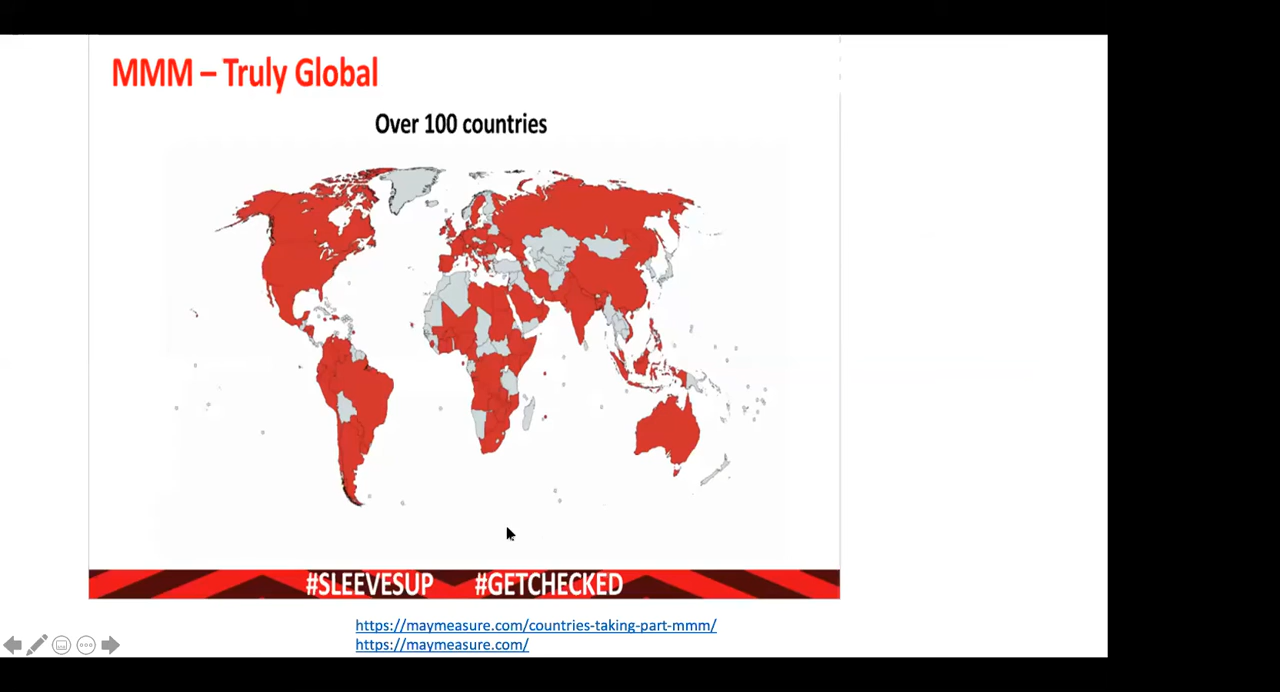 MMM – Truly Global
Over 100 countries
#SLEEVESUP #GETCHECKED
https://maymeasure.com/countries-taking-part-mmm/
https://maymeasure.com/